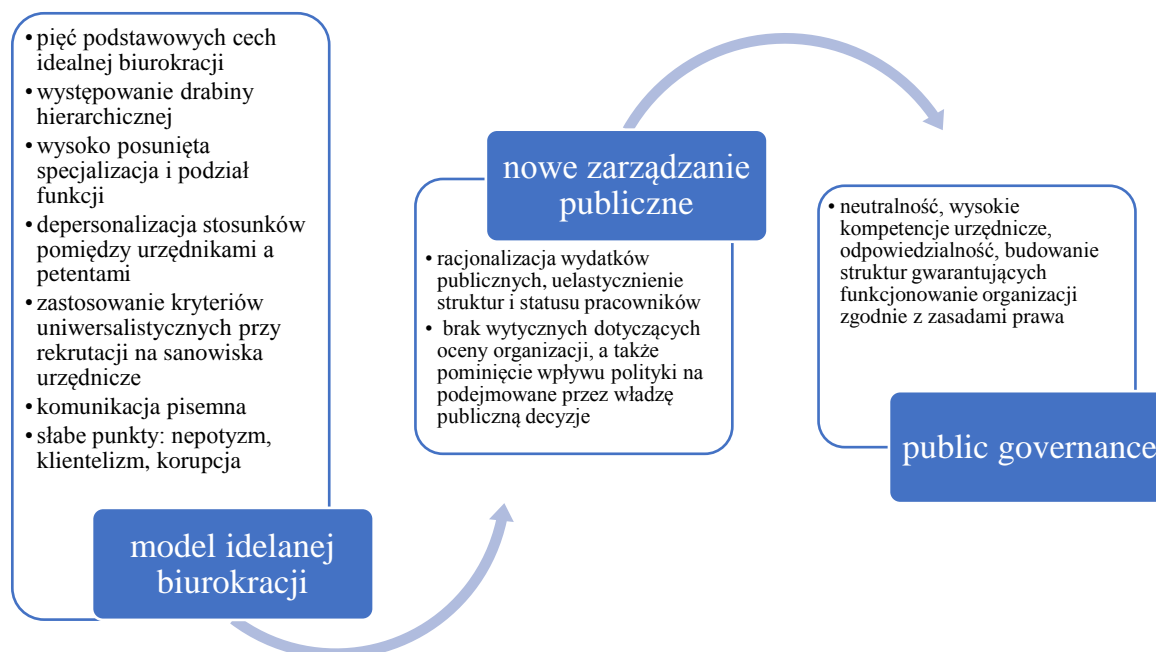 • pięć podstawowych cech
idealnej biurokracji
• występowanie drabiny
hierarchicznej
• wysoko posunięta
specjalizacja i podział
funkcji
• depersonalizacja stosunków
pomiędzy urzędnikami a
petentami
• zastosowanie kryteriów
uniwersalistycznych przy
rekrutacji na sanowiska
urzędnicze
• komunikacja pisemna
• słabe punkty: nepotyzm,
klientelizm, korupcja
model idelanej
biurokracji
nowe zarządzanie
publiczne
• racjonalizacja wydatków
publicznych, uelastycznienie
struktur i statusu pracowników
• brak wytycznych dotyczących
oceny organizacji, a także
pominięcie wpływu polityki na
podejmowane przez władzę
publiczną decyzje
• neutralność, wysokie
kompetencje urzędnicze,
odpowiedzialność, budowanie
struktur gwarantujących
funkcjonowanie organizacji
zgodnie z zasadami prawa
public governance